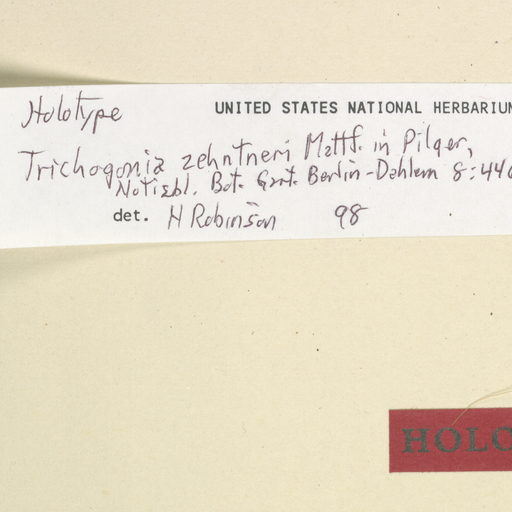 Holotype UNITED STATES NATIONAL HERBARIUM
Trichogonia zehntneri Mattf. in Pilger,
Notizbl. Bot. Gart. Berlin-Dahlem 8:440
det. H Robinson 98
HOLO